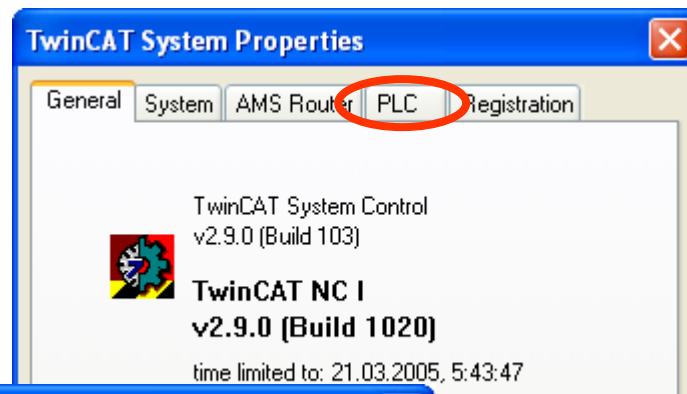 TwinCAT System Properties
General System AMS Router PLC Registration
TwinCAT System Control
v2.9.0 (Build 103)
TwinCAT NC I
v2.9.0 (Build 1020)
time limited to: 21.03.2005, 5:43:47